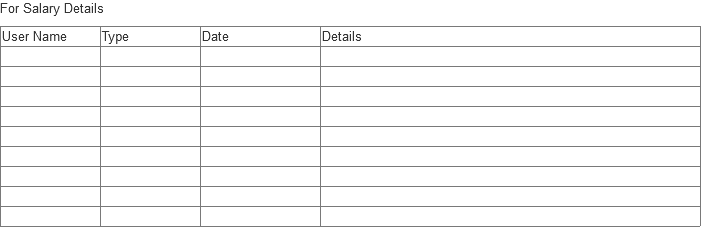 For Salary Details
User Name Type Date Details